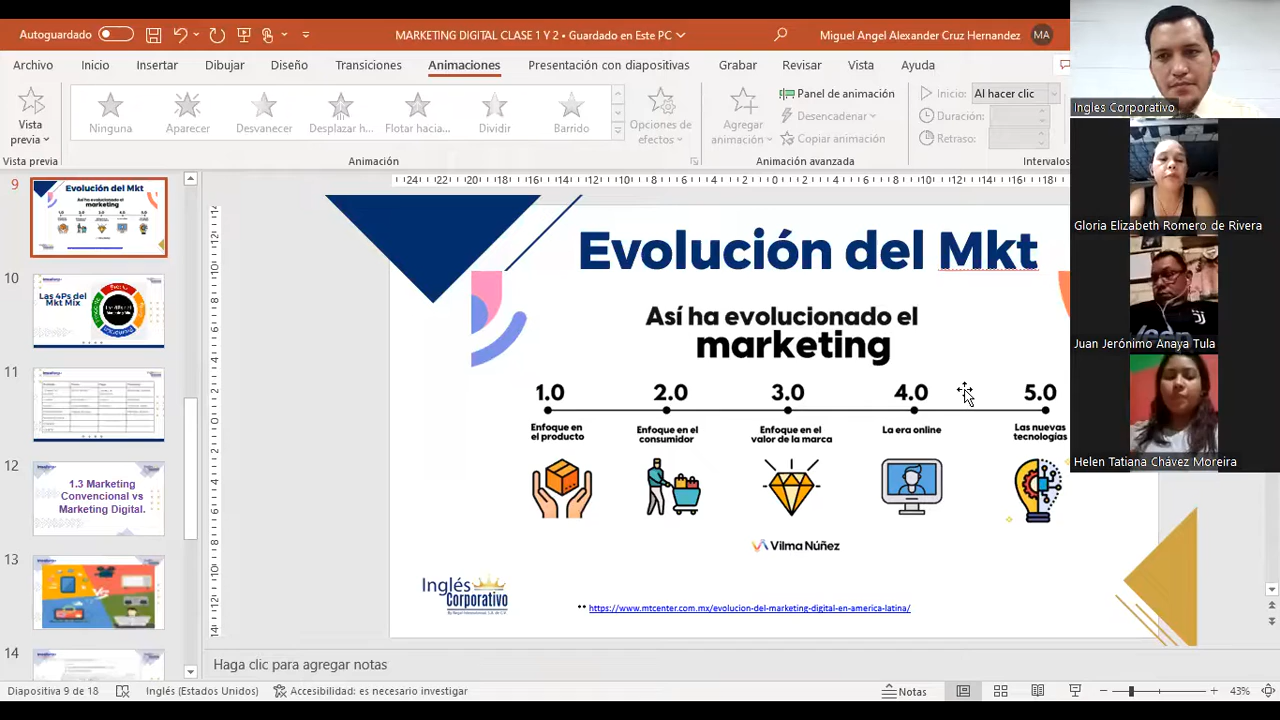 Autoguardado
MARKETING DIGITAL CLASE 1 Y 2 • Guardado en Este PC
Miguel Angel Alexander Cruz Hernandez
MA
Archivo
Inicio
Insertar
Dibujar
Diseño
Transiciones
Animaciones
Presentación con diapositivas
Grabar
Revisar
Vista
Ayuda
Vista previa
Ninguna
Aparecer
Desvanecer
Desplazar h...
Flotar hacia...
Dividir
Barrido
Opciones de efectos
Agregar animación
Panel de animación
Desencadenar
Copiar animación
Inicio: Al hacer clic
Duración:
Retraso:
Vista previa
Animación
Animación avanzada
Intervalos
Ingles Corporativo
Gloria Elizabeth Romero de Rivera
Juan Jerónimo Anaya Tula
Helen Tatiana Chávez Moreira
9
Evolución del Mkt
Así ha evolucionado el
marketing
10
Las 4Ps del
Mkt Mix
11
12
1.3 Marketing
Convencional vs
Marketing Digital.
13
14
Evolución del Mkt
Así ha evolucionado el
marketing
1.0 2.0 3.0 4.0 5.0
Enfoque en
el producto
Enfoque en el
consumidor
Enfoque en el
valor de la marca
La era online
Las nuevas
tecnologías
Vilma Núñez
Inglés
Corporativo
https://www.mtcenter.com.mx/evolucion-del-marketing-digital-en-america-latina/
Haga clic para agregar notas
Diapositiva 9 de 18
Inglés (Estados Unidos)
Accesibilidad: es necesario investigar
Notas
43%